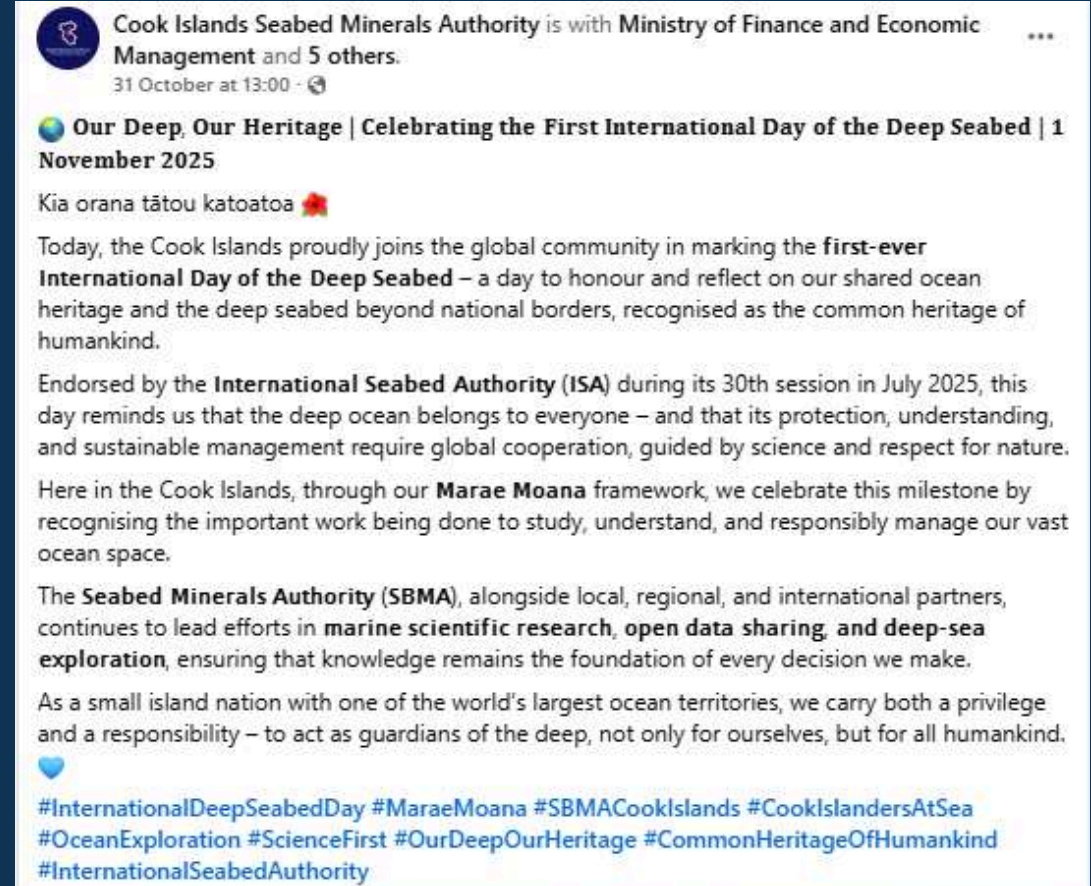 Cook Islands Seabed Minerals Authority is with Ministry of Finance and Economic
Management and 5 others.
31 October at 13:00 ·
🌏 Our Deep, Our Heritage | Celebrating the First International Day of the Deep Seabed | 1
November 2025
Kia orana tātou katoatoa 🌺
Today, the Cook Islands proudly joins the global community in marking the first-ever
International Day of the Deep Seabed – a day to honour and reflect on our shared ocean
heritage and the deep seabed beyond national borders, recognised as the common heritage of
humankind.
Endorsed by the International Seabed Authority (ISA) during its 30th session in July 2025, this
day reminds us that the deep ocean belongs to everyone – and that its protection, understanding,
and sustainable management require global cooperation, guided by science and respect for nature.
Here in the Cook Islands, through our Marae Moana framework, we celebrate this milestone by
recognising the important work being done to study, understand, and responsibly manage our vast
ocean space.
The Seabed Minerals Authority (SBMA), alongside local, regional, and international partners,
continues to lead efforts in marine scientific research, open data sharing, and deep-sea
exploration, ensuring that knowledge remains the foundation of every decision we make.
As a small island nation with one of the world's largest ocean territories, we carry both a privilege
and a responsibility – to act as guardians of the deep, not only for ourselves, but for all humankind.
💙
#InternationalDeepSeabedDay #MaraeMoana #SBMACookIslands #CookIslandersAtSea
#OceanExploration #ScienceFirst #OurDeepOurHeritage #CommonHeritageOfHumankind
#InternationalSeabedAuthority